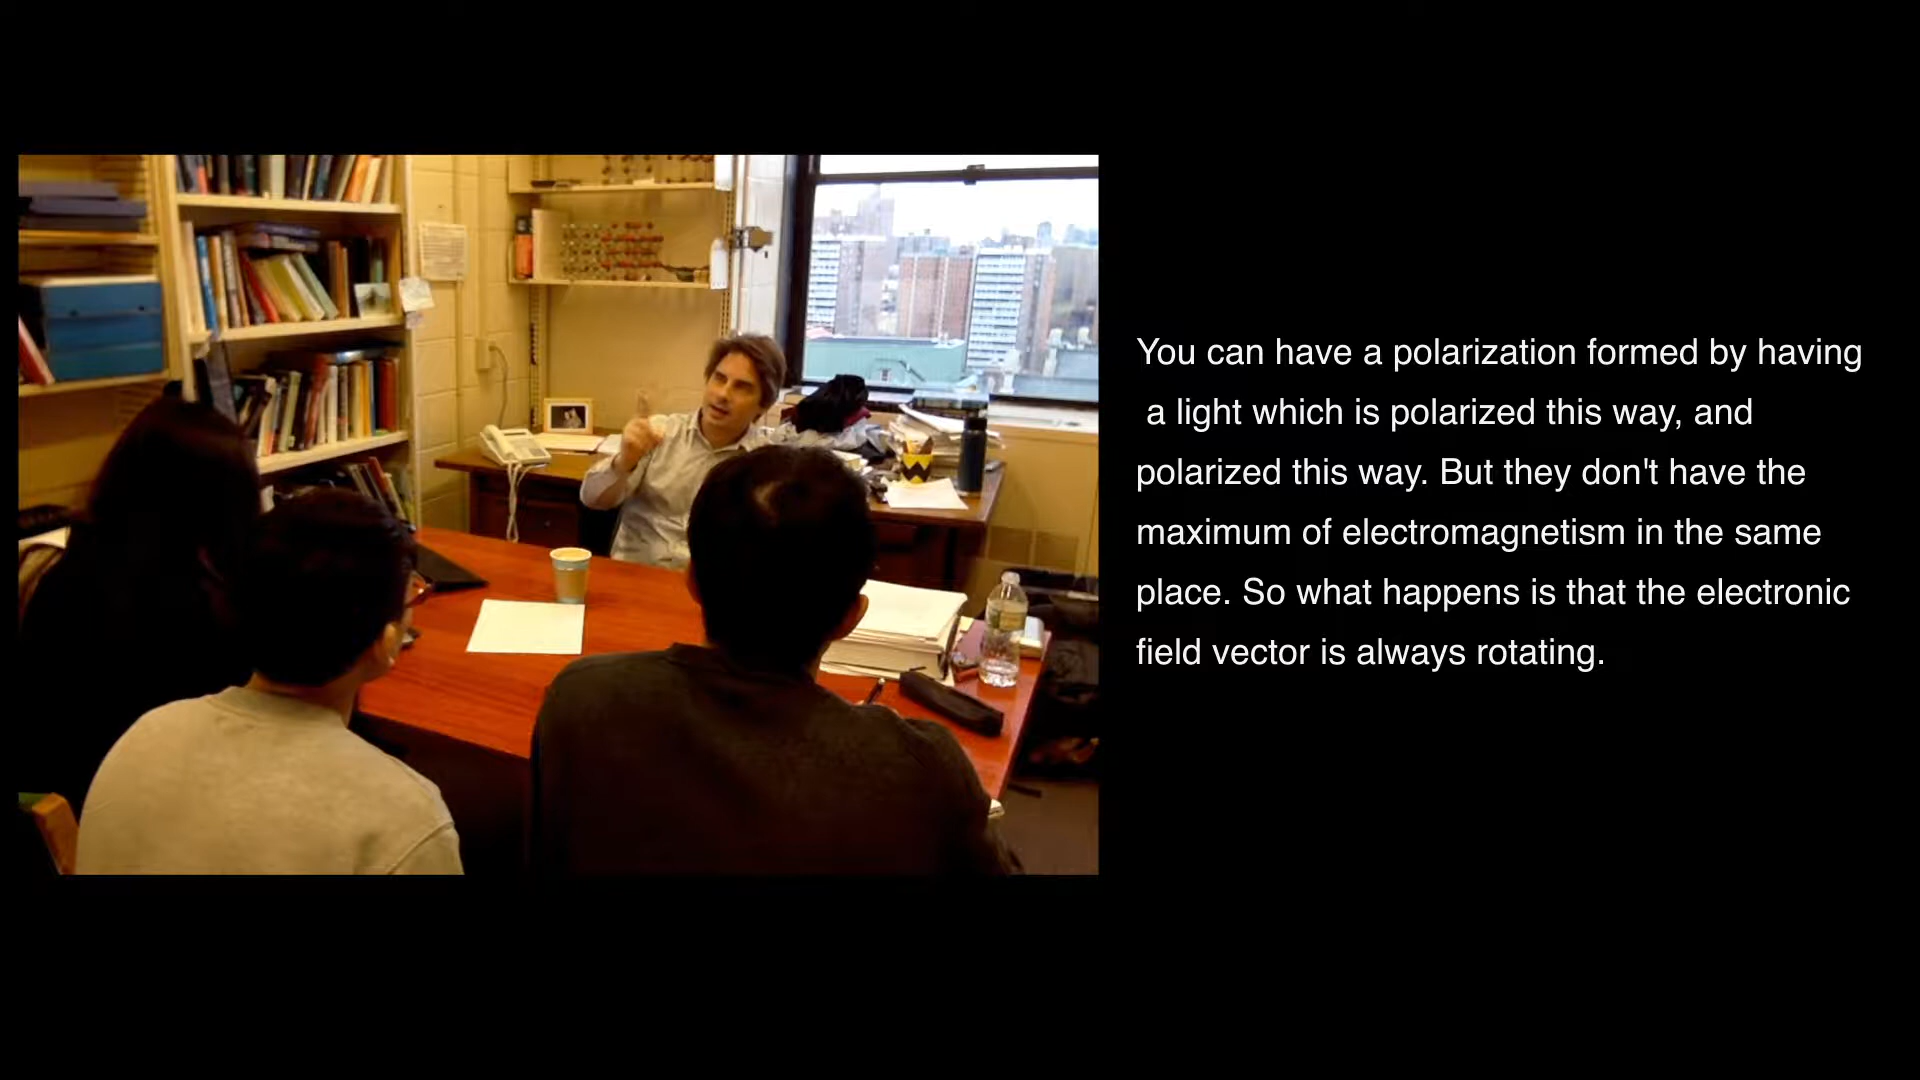 You can have a polarization formed by having
a light which is polarized this way, and
polarized this way. But they don't have the
maximum of electromagnetism in the same
place. So what happens is that the electronic
field vector is always rotating.